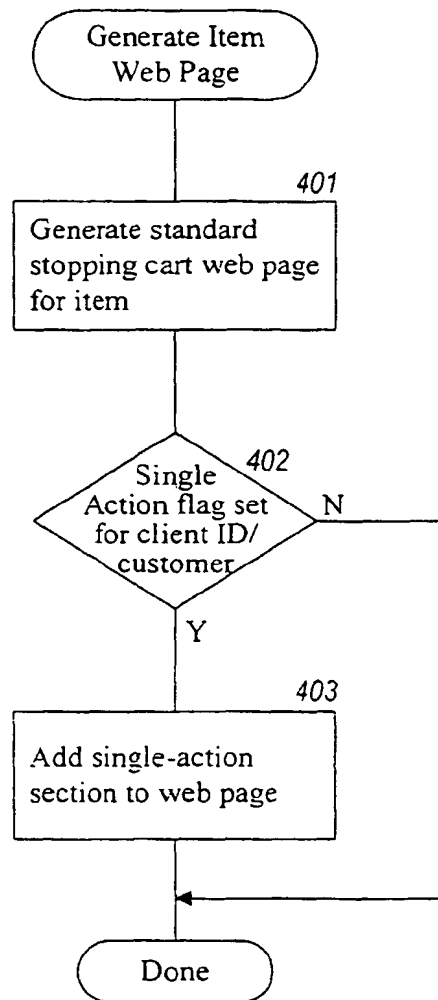 Generate Item
Web Page
401
Generate standard
stopping cart web page
for item
402
Single
Action flag set
for client ID/
customer
N
Y
403
Add single-action
section to web page
Done